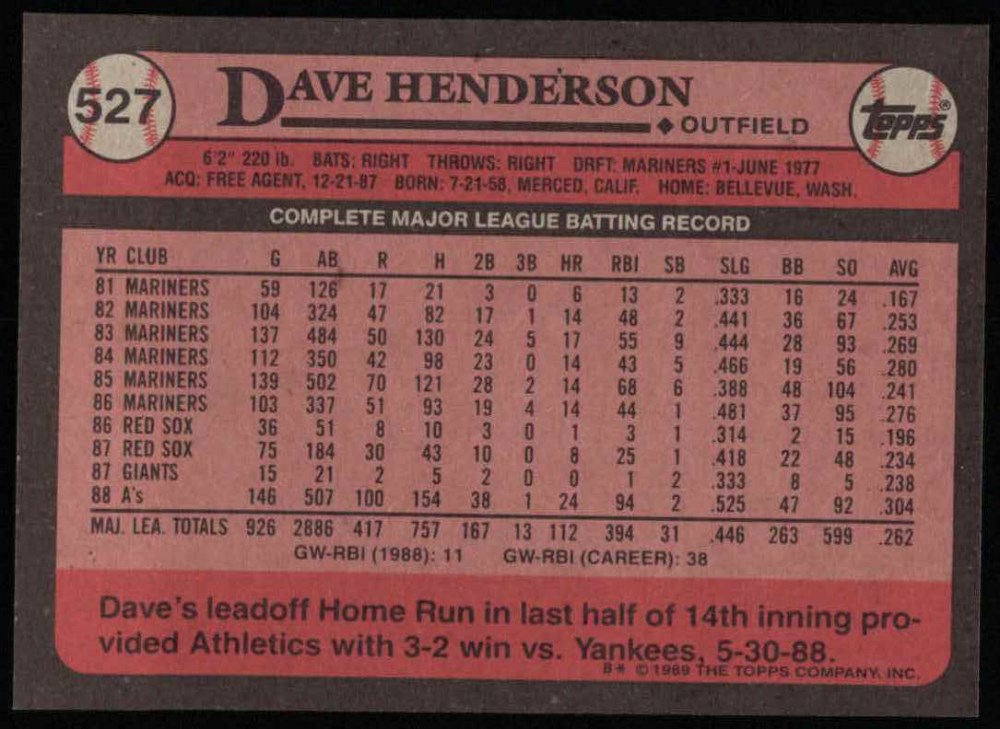 527
DAVE HENDERSON
◆ OUTFIELD
TOPPS®
6'2" 220 lb. BATS: RIGHT THROWS: RIGHT DRFT: MARINERS #1-JUNE 1977
ACQ: FREE AGENT, 12-21-87 BORN: 7-21-58, MERCED, CALIF. HOME: BELLEVUE, WASH.
COMPLETE MAJOR LEAGUE BATTING RECORD
YR CLUB G AB R H 2B 3B HR RBI SB SLG BB SO AVG
81 MARINERS 59 126 17 21 3 0 6 13 2 .333 16 24 .167
82 MARINERS 104 324 47 82 17 1 14 48 2 .441 36 67 .253
83 MARINERS 137 484 50 130 24 5 17 55 9 .444 28 93 .269
84 MARINERS 112 350 42 98 23 0 14 43 5 .466 19 56 .280
85 MARINERS 139 502 70 121 28 2 14 68 6 .388 48 104 .241
86 MARINERS 103 337 51 93 19 4 14 44 1 .481 37 95 .276
86 RED SOX 36 51 8 10 3 0 1 3 1 .314 2 15 .196
87 RED SOX 75 184 30 43 10 0 8 25 1 .418 22 48 .234
87 GIANTS 15 21 2 5 2 0 0 1 2 .333 8 5 .238
88 A's 146 507 100 154 38 1 24 94 2 .525 47 92 .304
MAJ. LEA. TOTALS 926 2886 417 757 167 13 112 394 31 .446 263 599 .262
GW-RBI (1988): 11 GW-RBI (CAREER): 38
Dave's leadoff Home Run in last half of 14th inning pro-
vided Athletics with 3-2 win vs. Yankees, 5-30-88.
B* © 1989 THE TOPPS COMPANY, INC.